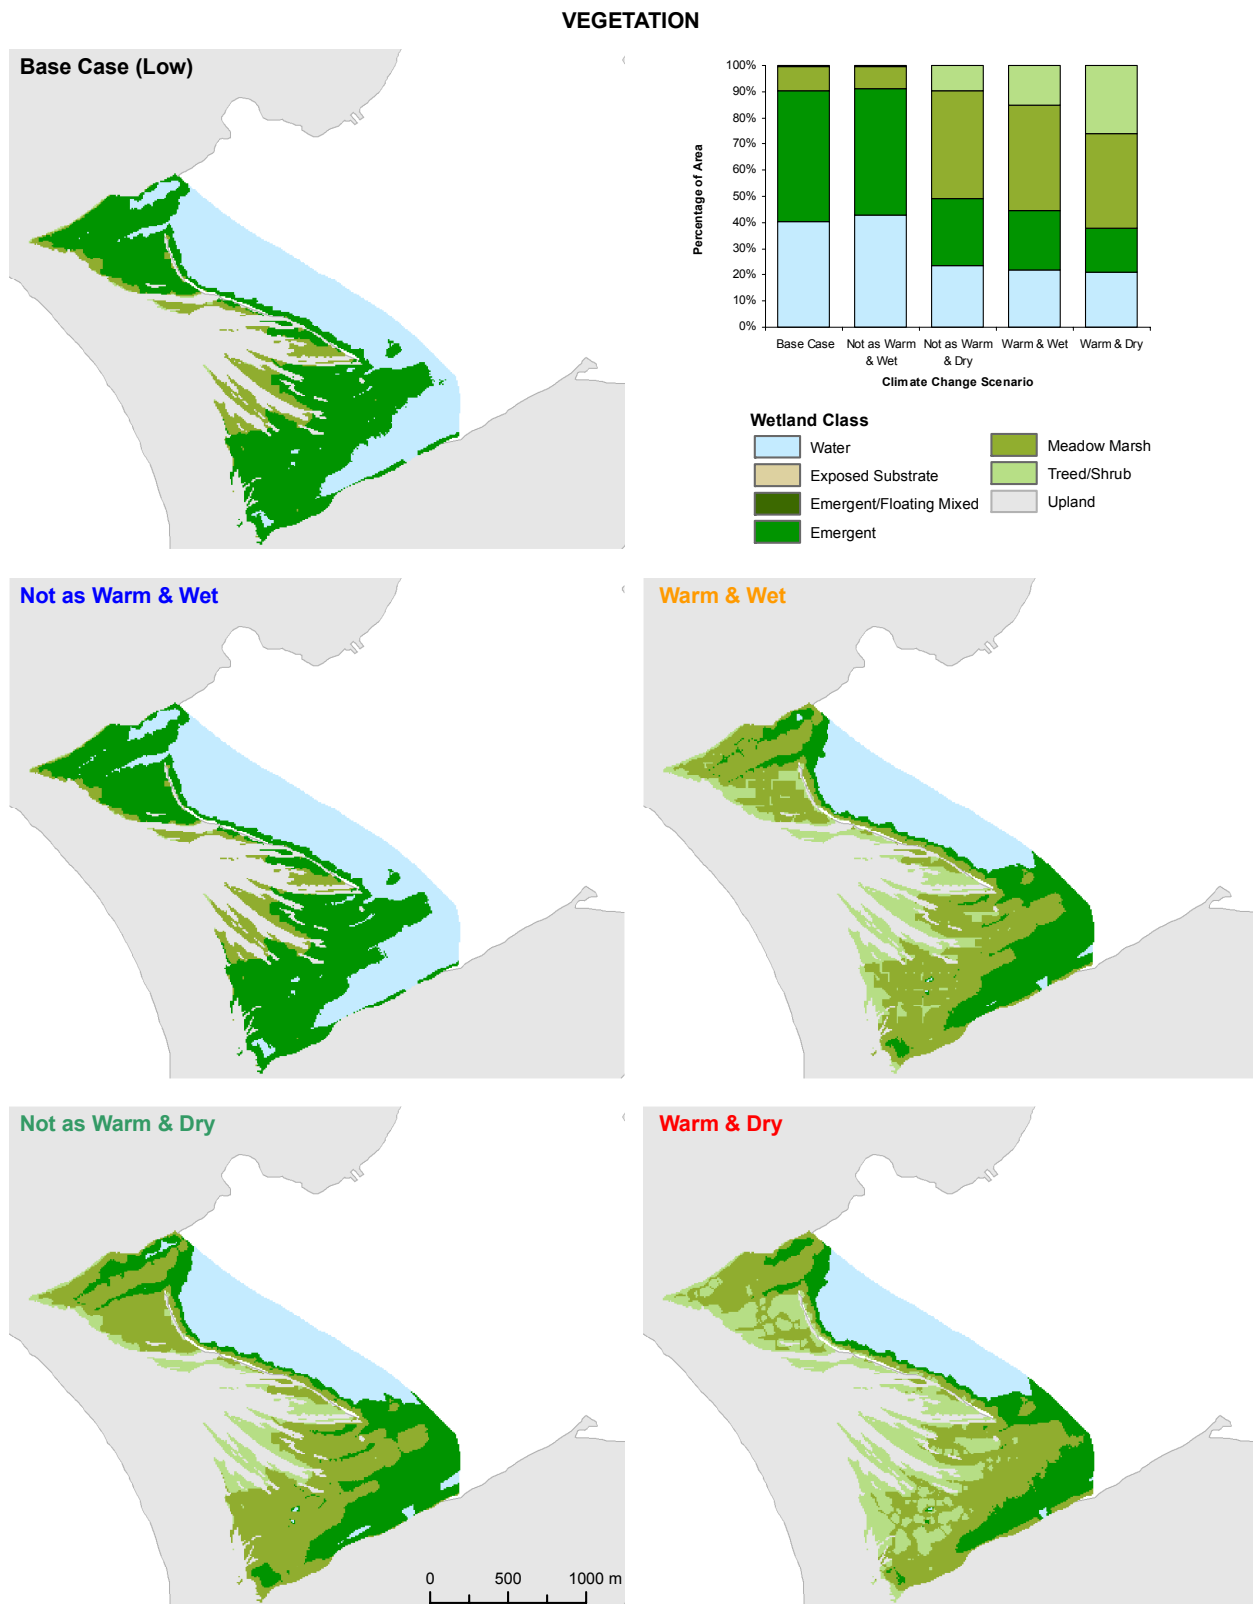 VEGETATION
Base Case (Low)
100%
90%
80%
70%
60%
50%
40%
30%
20%
10%
0%
Percentage of Area
Base Case
Not as Warm
& Wet
Not as Warm
& Dry
Warm & Wet
Warm & Dry
Climate Change Scenario
Wetland Class
Water
Exposed Substrate
Emergent/Floating Mixed
Emergent
Meadow Marsh
Treed/Shrub
Upland
Not as Warm & Wet
Warm & Wet
Not as Warm & Dry
Warm & Dry
0 500 1000 m